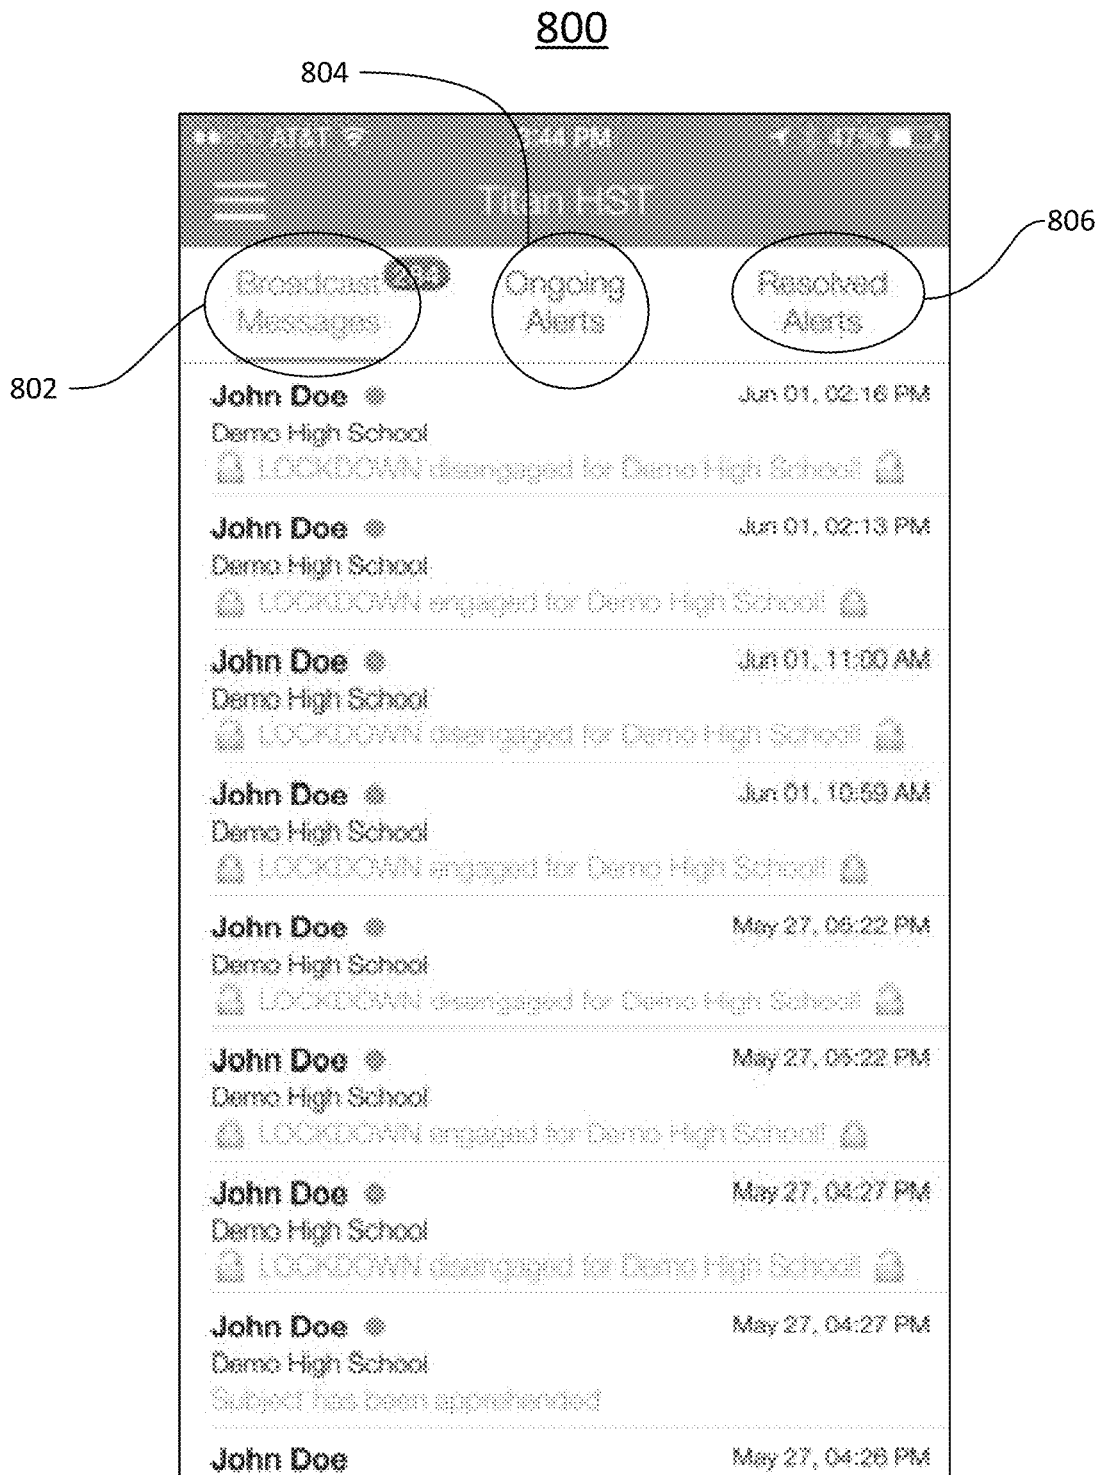 800
804
AT&T 1:44 PM 47%
Titan HST
806
Broadcast Messages
Ongoing Alerts
Resolved Alerts
802
John Doe Jun 01, 02:16 PM
Demo High School
LOCKDOWN disengaged for Demo High School!
John Doe Jun 01, 02:13 PM
Demo High School
LOCKDOWN engaged for Demo High School!
John Doe Jun 01, 11:00 AM
Demo High School
LOCKDOWN disengaged for Demo High School!
John Doe Jun 01, 10:59 AM
Demo High School
LOCKDOWN engaged for Demo High School!
John Doe May 27, 05:22 PM
Demo High School
LOCKDOWN disengaged for Demo High School!
John Doe May 27, 05:22 PM
Demo High School
LOCKDOWN engaged for Demo High School!
John Doe May 27, 04:27 PM
Demo High School
LOCKDOWN disengaged for Demo High School!
John Doe May 27, 04:27 PM
Demo High School
Subject has been apprehended
John Doe May 27, 04:26 PM